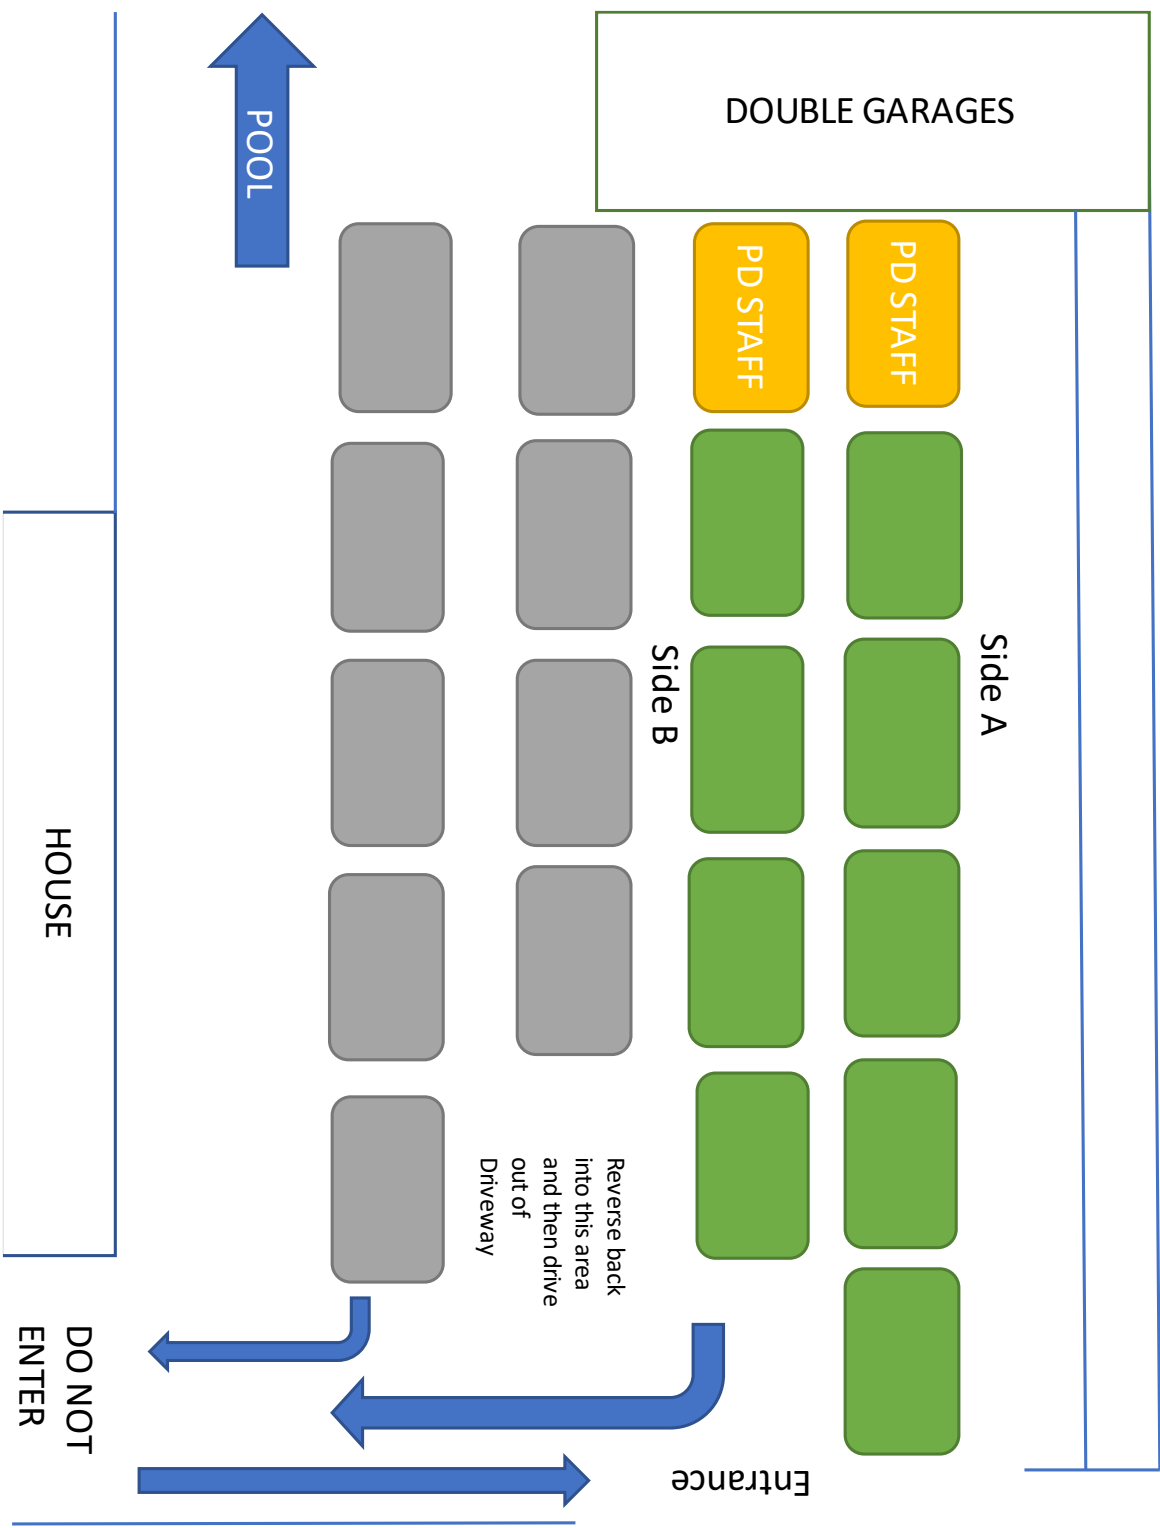 DOUBLE GARAGES
POOL
PD STAFF
PD STAFF
Side A
Side B
HOUSE
Reverse back
into this area
and then drive
out of
Driveway
DO NOT
ENTER
Entrance